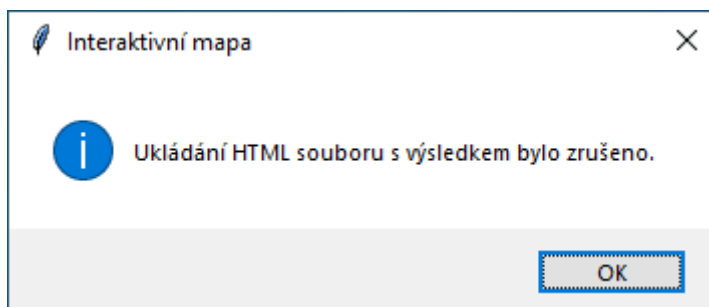 Interaktivní mapa
Ukládání HTML souboru s výsledkem bylo zrušeno.
OK